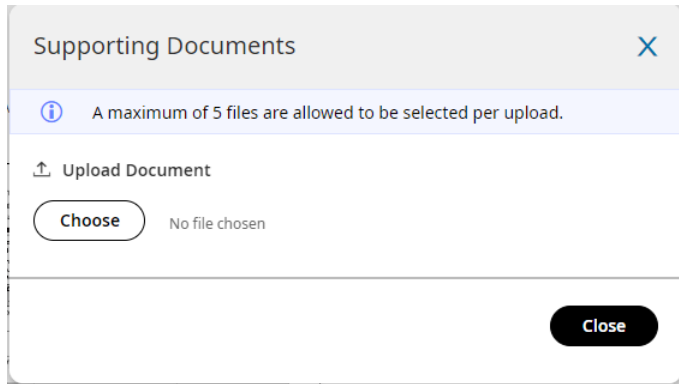 Supporting Documents
A maximum of 5 files are allowed to be selected per upload.
Upload Document
Choose No file chosen
Close